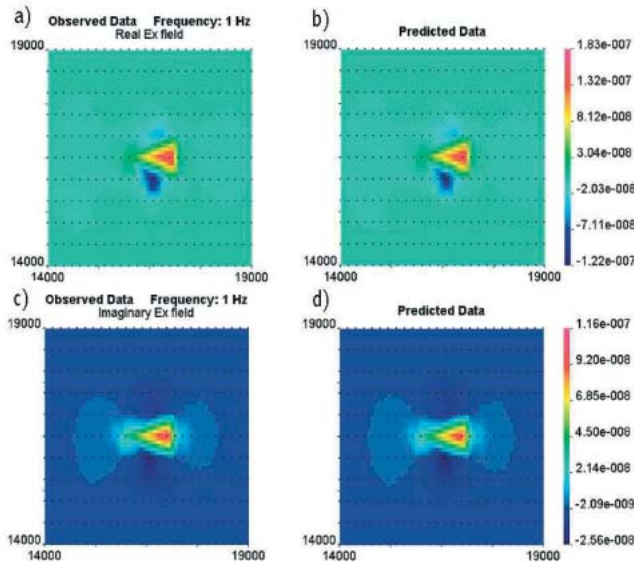 a)
Observed Data Frequency: 1 Hz
Real Ex field
19000
14000
14000 19000
b)
Predicted Data
19000
14000
14000 19000
1.83e-007
1.32e-007
8.12e-008
3.04e-008
-2.03e-008
-7.11e-008
-1.22e-007
c)
Observed Data Frequency: 1 Hz
Imaginary Ex field
19000
14000
14000 19000
d)
Predicted Data
19000
14000
14000 19000
1.16e-007
9.20e-008
6.85e-008
4.50e-008
2.14e-008
-2.09e-009
-2.56e-008